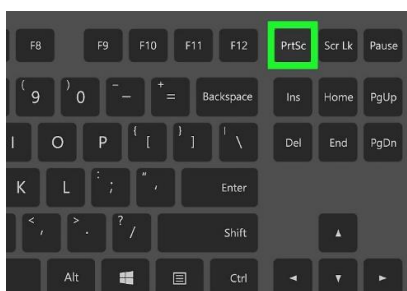 F8 F9 F10 F11 F12 PrtSc Scr Lk Pause
( 9 ) 0 - - + = Backspace Ins Home PgUp
I O P { [ } ] | \ Del End PgDn
K L : ; " ' Enter
< , > . ? / Shift
Alt Ctrl